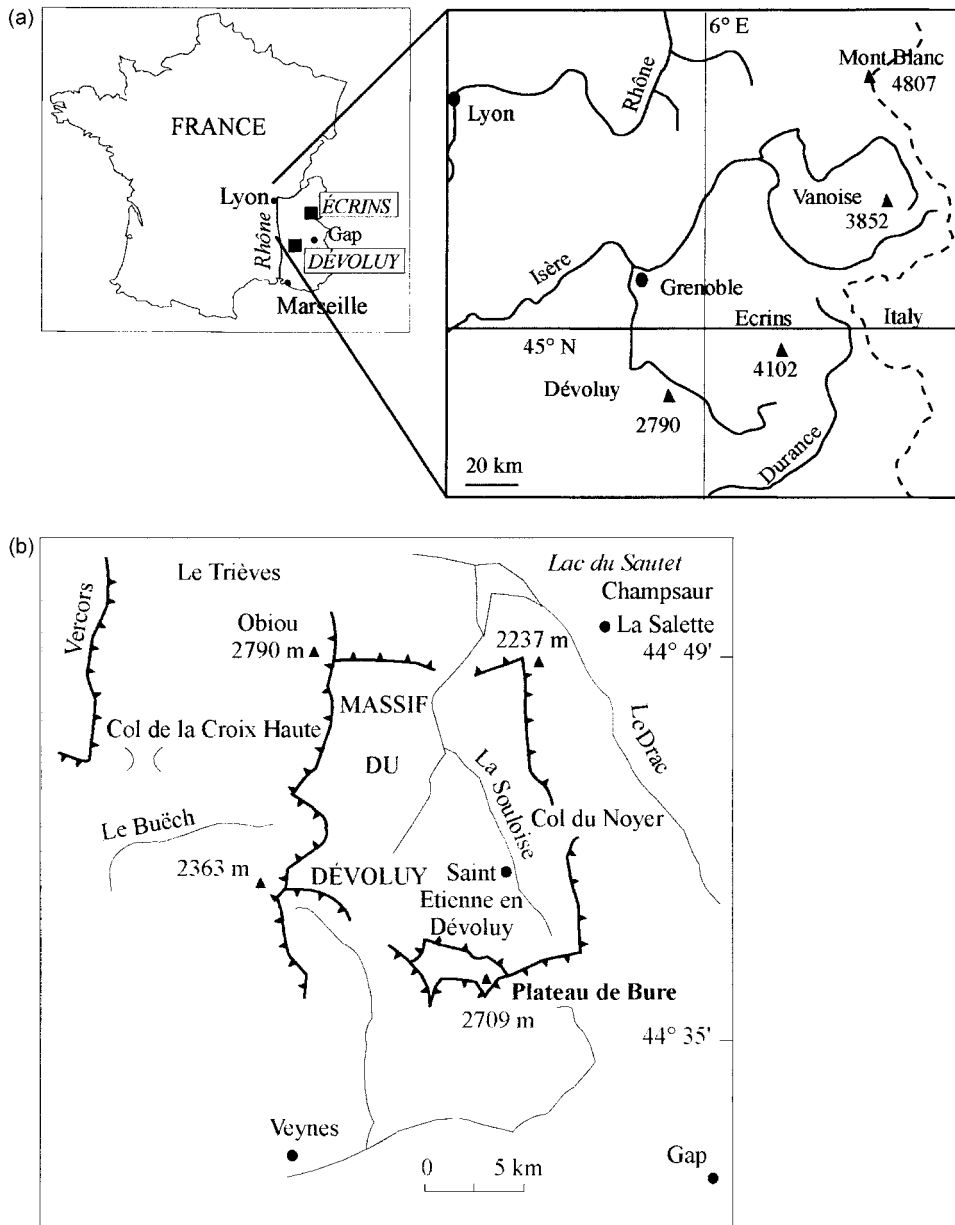 (a)
FRANCE
Lyon
Rhône
ÉCRINS
Gap
DÉVOLUY
Marseille
6° E
Mont Blanc
4807
Rhône
Lyon
Vanoise
3852
Isère
Grenoble
Ecrins
Italy
45° N
4102
Dévoluy
2790
Durance
20 km
(b)
Le Trièves
Lac du Sautet
Champsaur
Vercors
La Salette
Obiou
2790 m
2237 m
44° 49'
MASSIF
Col de la Croix Haute
LeDrac
DU
La Souloise
Le Buëch
Col du Noyer
2363 m
DÉVOLUY
Saint
Etienne en
Dévoluy
Plateau de Bure
2709 m
44° 35'
Veynes
0 5 km
Gap